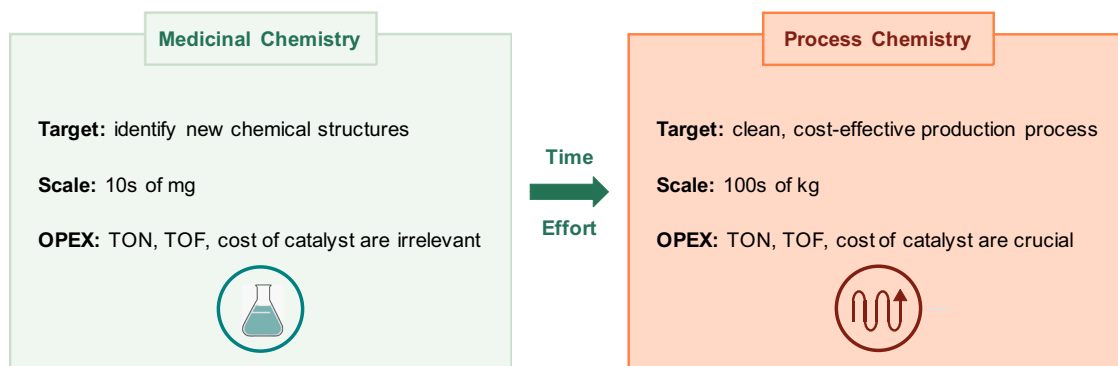 Medicinal Chemistry
Target: identify new chemical structures
Scale: 10s of mg
OPEX: TON, TOF, cost of catalyst are irrelevant
Time
Effort
Process Chemistry
Target: clean, cost-effective production process
Scale: 100s of kg
OPEX: TON, TOF, cost of catalyst are crucial